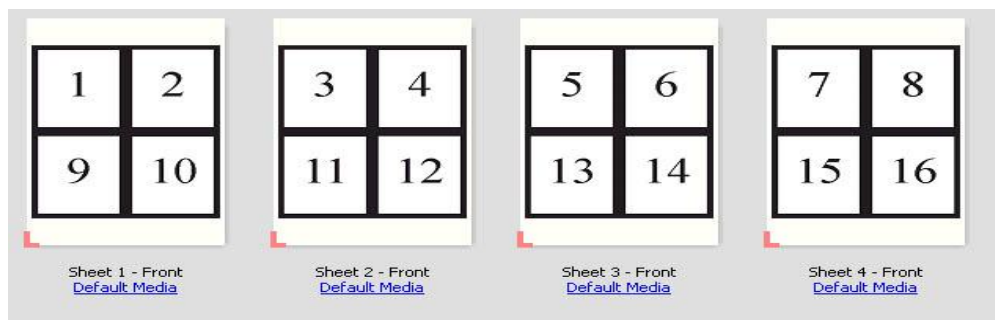 1 2 3 4 5 6 7 8
9 10 11 12 13 14 15 16
Sheet 1 - Front Sheet 2 - Front Sheet 3 - Front Sheet 4 - Front
Default Media Default Media Default Media Default Media